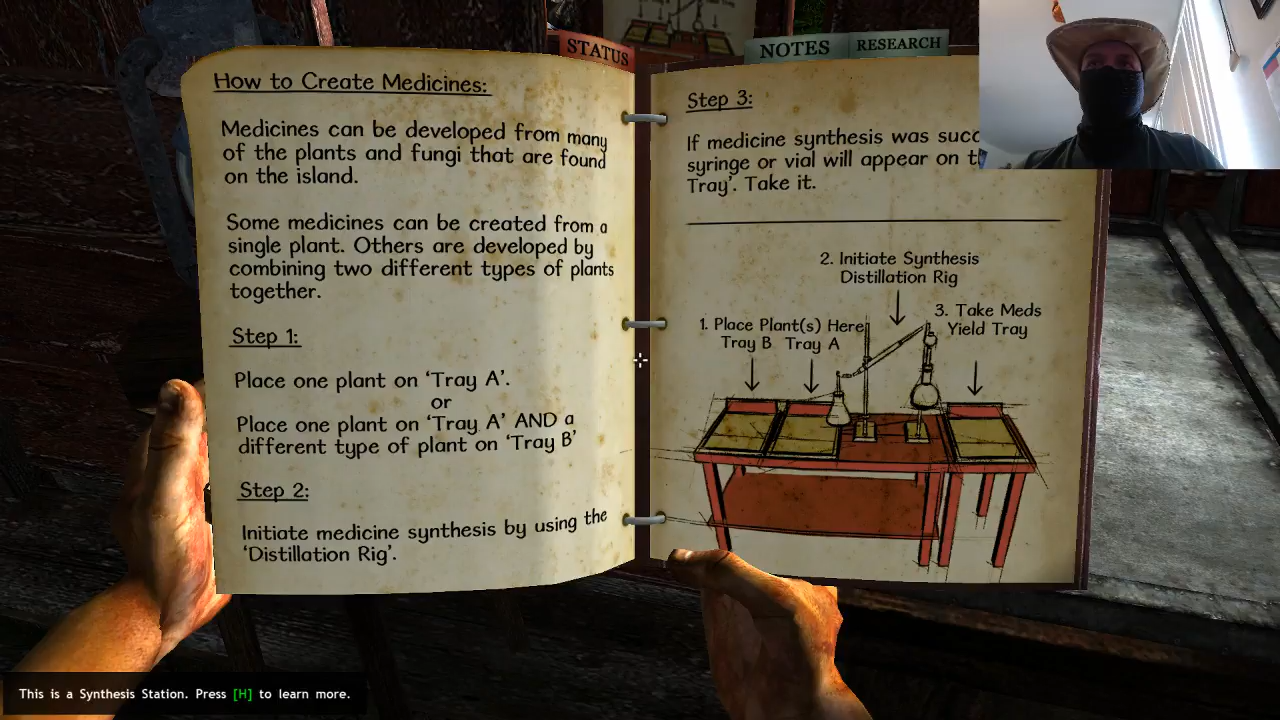 STATUS
NOTES
RESEARCH
How to Create Medicines:
Medicines can be developed from many
of the plants and fungi that are found
on the island.
Some medicines can be created from a
single plant. Others are developed by
combining two different types of plants
together.
Step 1:
Place one plant on ‘Tray A’.
or
Place one plant on ‘Tray A’ AND a
different type of plant on ‘Tray B’
Step 2:
Initiate medicine synthesis by using the
‘Distillation Rig’.
Step 3:
If medicine synthesis was
syringe or vial will appear on
Tray’. Take it.
2. Initiate Synthesis
Distillation Rig
1. Place Plant(s) Here
Tray B Tray A
3. Take Meds
Yield Tray
This is a Synthesis Station. Press [H] to learn more.